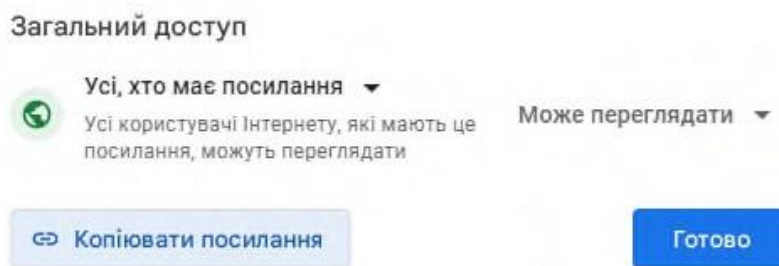 Загальний доступ
Усі, хто має посилання
Усі користувачі Інтернету, які мають це
посилання, можуть переглядати
Може переглядати
Копіювати посилання
Готово